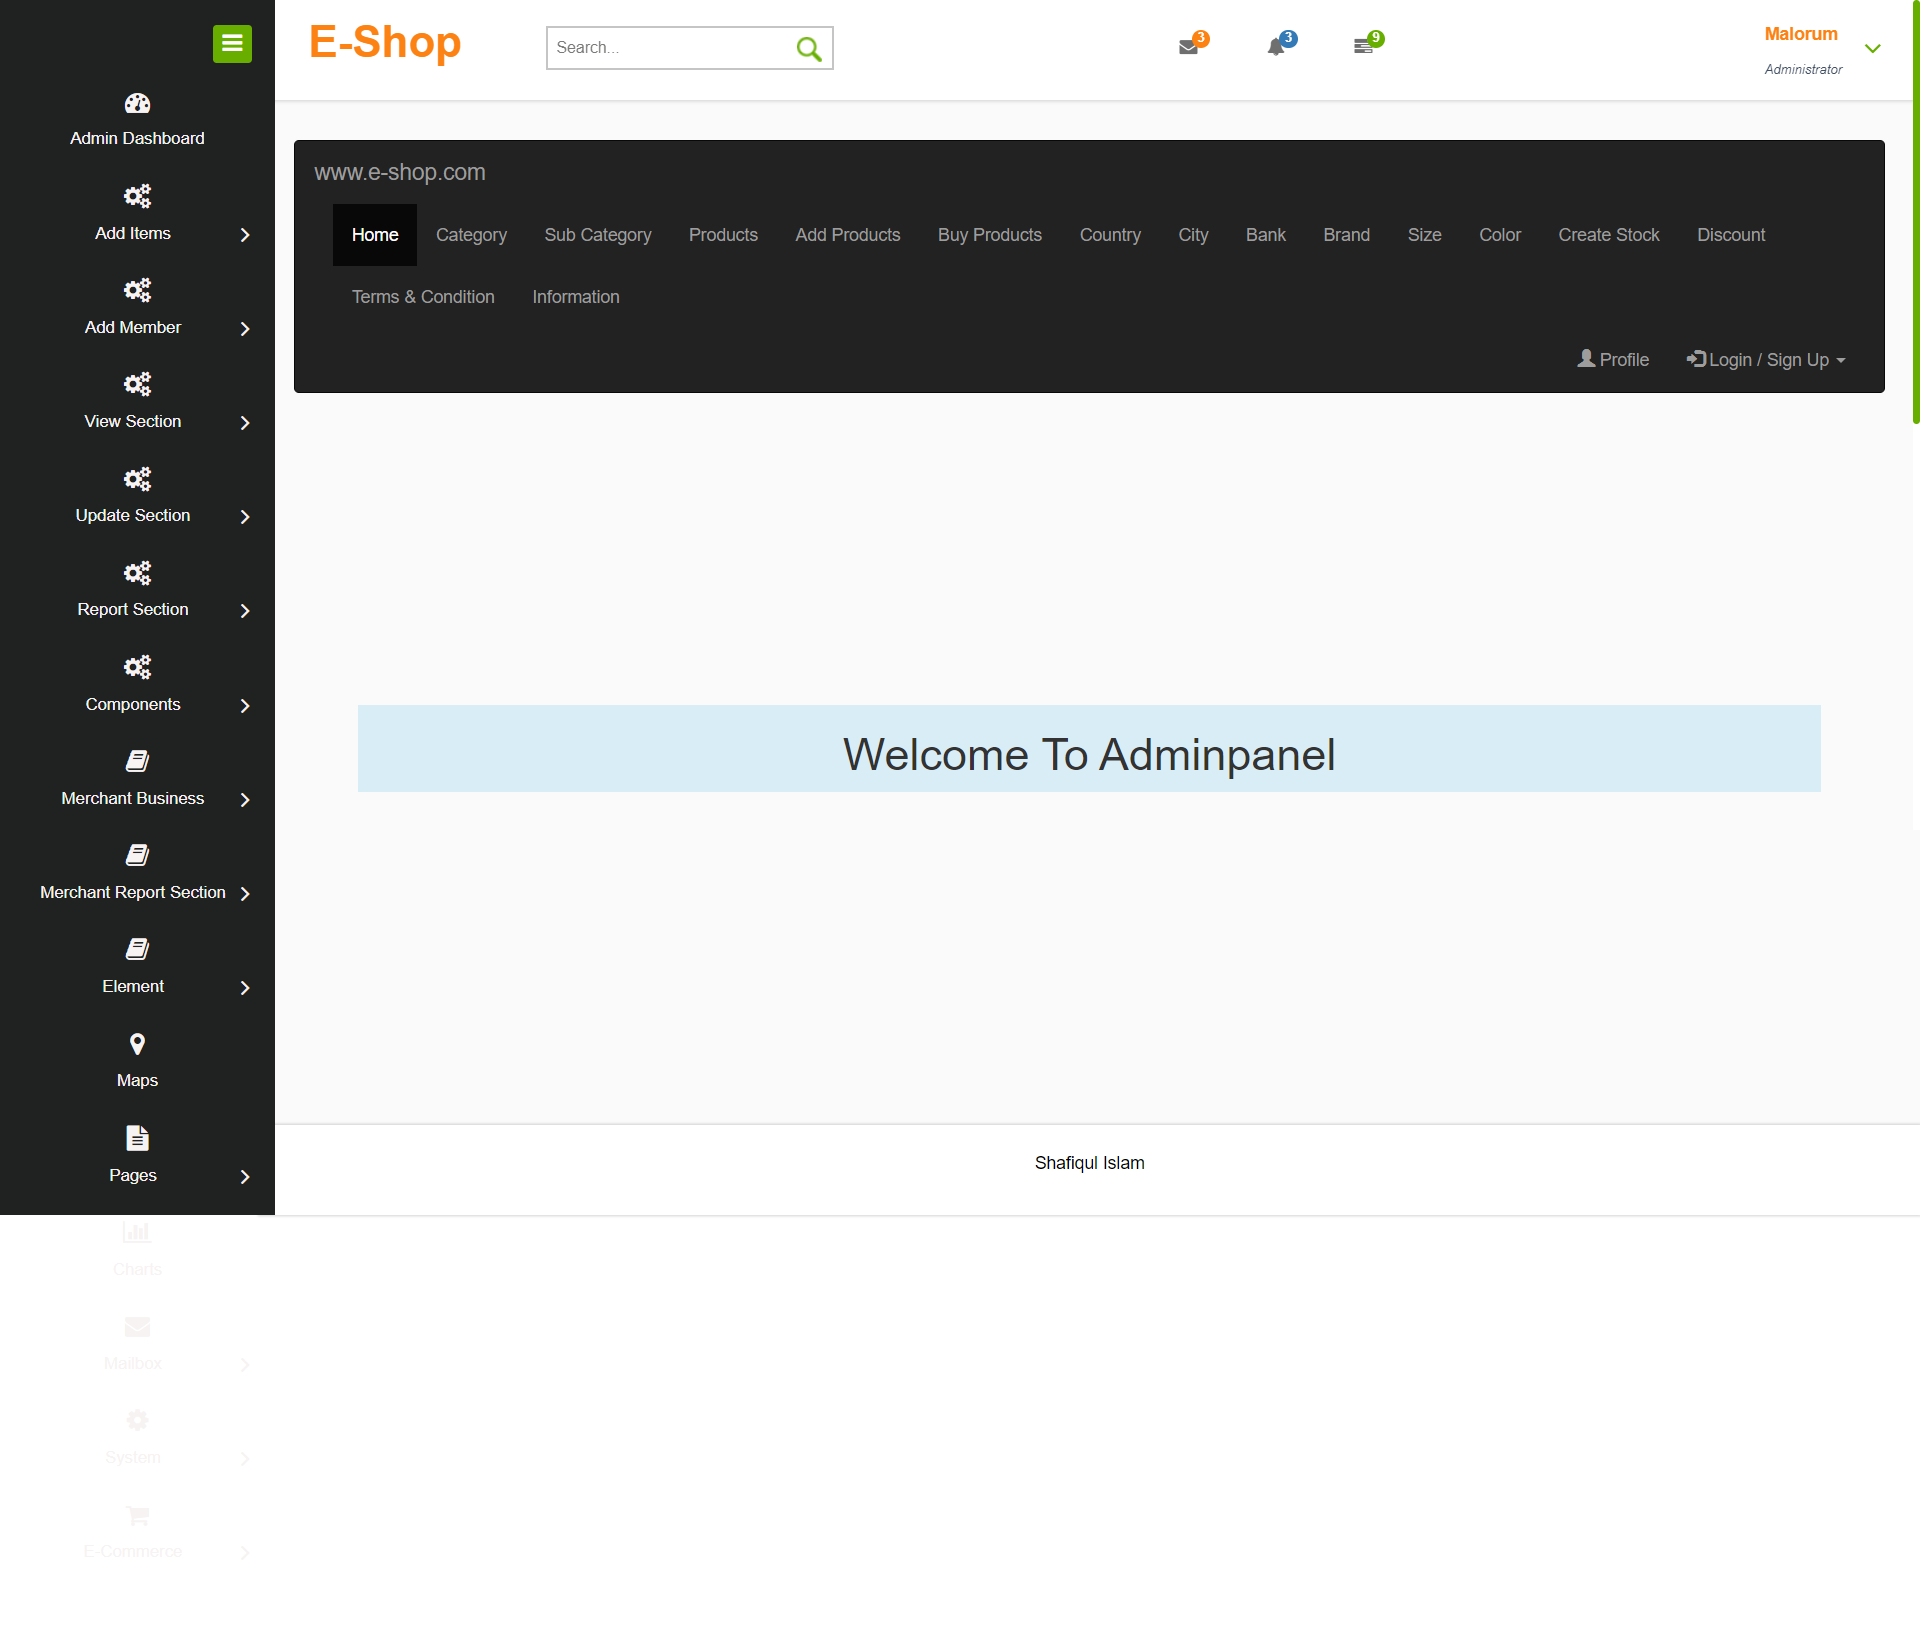 E-Shop
Search...
3
3
9
Malorum
Administrator
Admin Dashboard
Add Items
Add Member
View Section
Update Section
Report Section
Components
Merchant Business
Merchant Report Section
Element
Maps
Pages
Charts
Mailbox
System
E-Commerce
www.e-shop.com
Home Category Sub Category Products Add Products Buy Products Country City Bank Brand Size Color Create Stock Discount
Terms & Condition Information
Profile Login / Sign Up
Welcome To Adminpanel
Shafiqul Islam